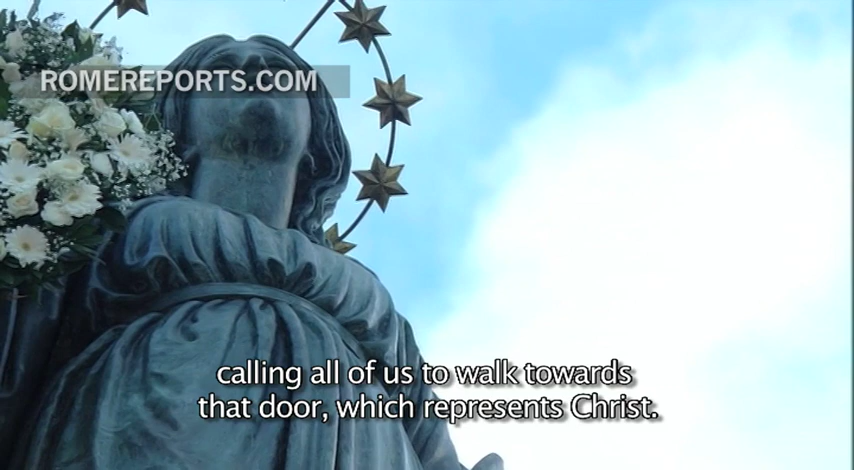 ROMEREPORTS.COM
calling all of us to walk towards
that door, which represents Christ.